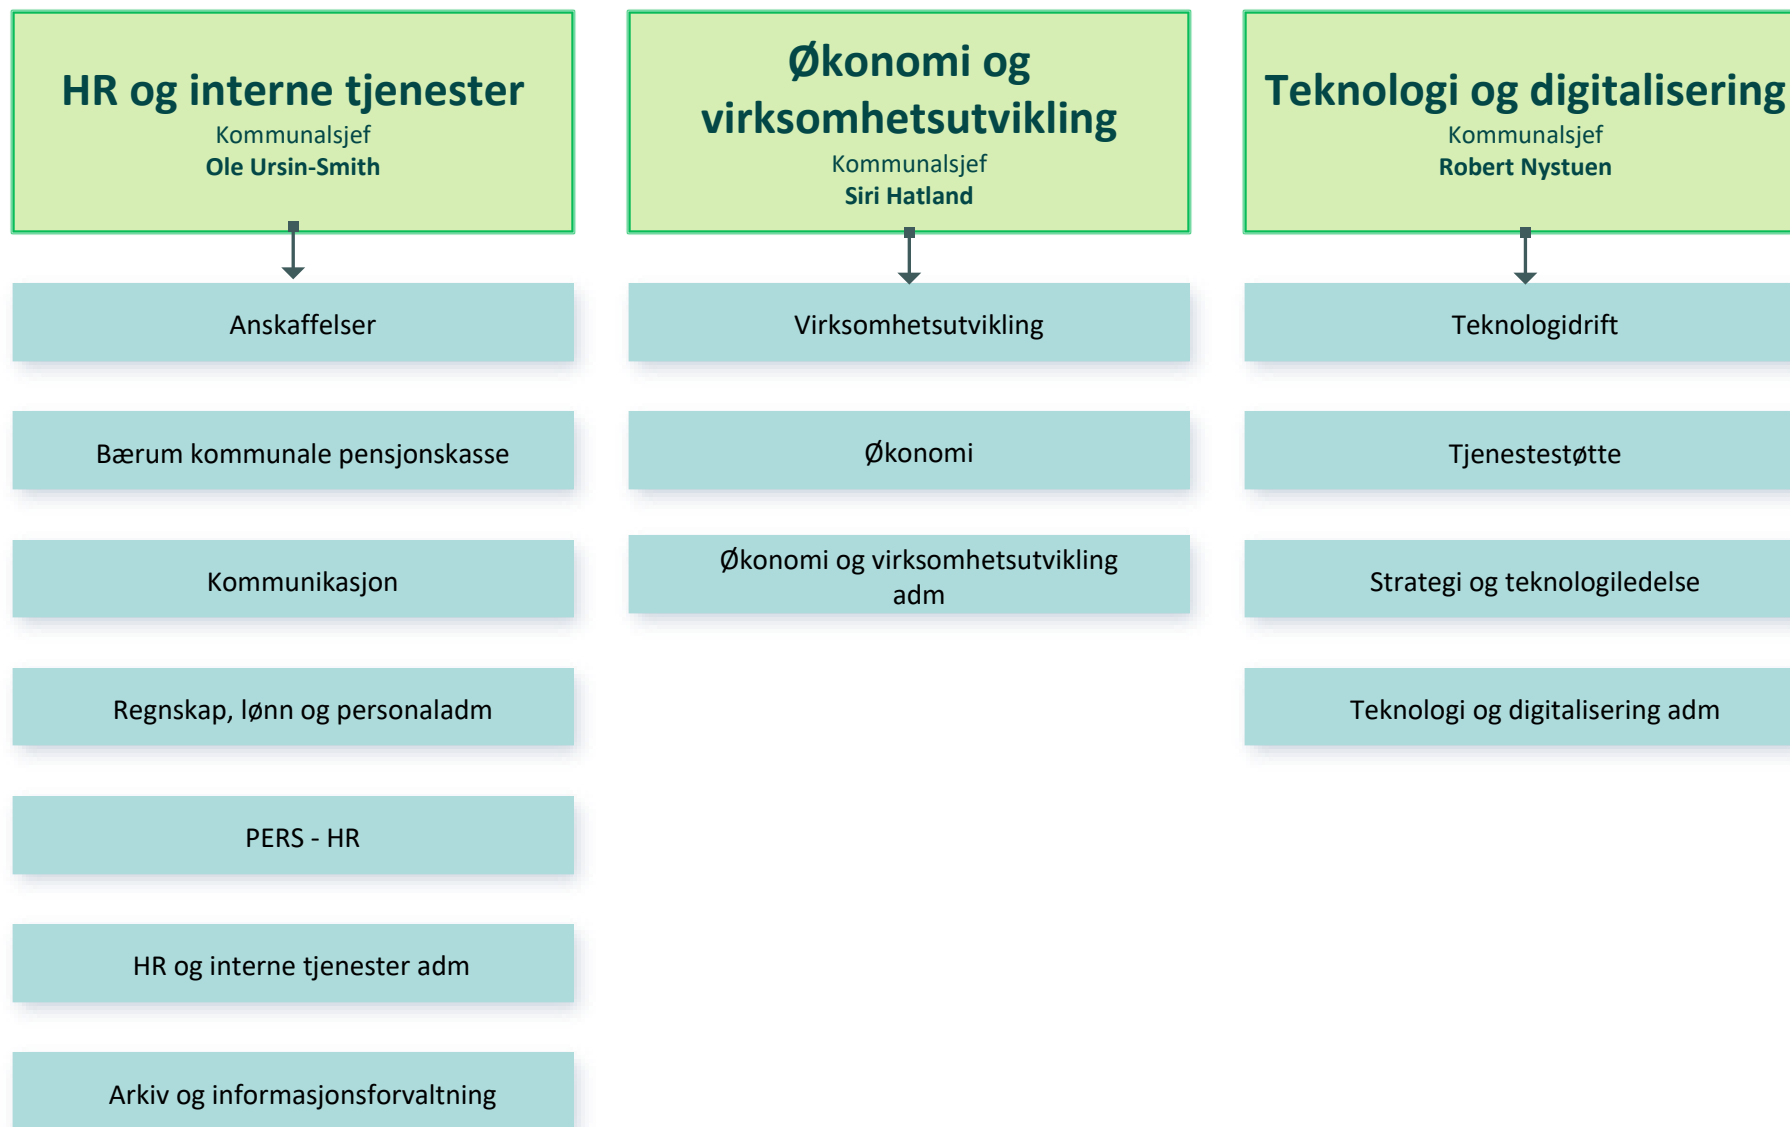 HR og interne tjenester
Kommunalsjef
Ole Ursin-Smith
Anskaffelser
Bærum kommunale pensjonskasse
Kommunikasjon
Regnskap, lønn og personaladm
PERS - HR
HR og interne tjenester adm
Arkiv og informasjonsforvaltning
Økonomi og
virksomhetsutvikling
Kommunalsjef
Siri Hatland
Virksomhetsutvikling
Økonomi
Økonomi og virksomhetsutvikling
adm
Teknologi og digitalisering
Kommunalsjef
Robert Nystuen
Teknologidrift
Tjenestestøtte
Strategi og teknologiledelse
Teknologi og digitalisering adm